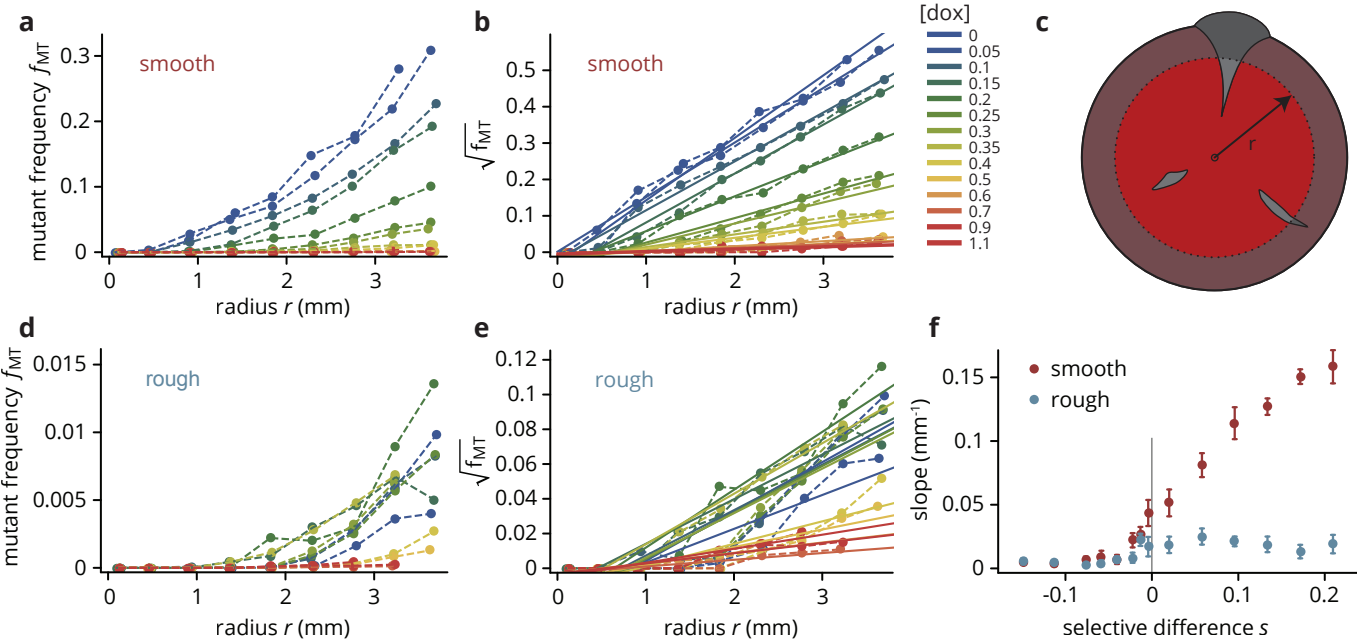 a
mutant frequency fMT
0.3
0.2
0.1
0
smooth
0
1
2
3
radius r (mm)
b
√fMT
0.5
0.4
0.3
0.2
0.1
0
smooth
0
1
2
3
radius r (mm)
[dox]
0
0.05
0.1
0.15
0.2
0.25
0.3
0.35
0.4
0.5
0.6
0.7
0.9
1.1
c
r
d
mutant frequency fMT
0.015
0.01
0.005
0
rough
0
1
2
3
radius r (mm)
e
√fMT
0.12
0.1
0.08
0.06
0.04
0.02
0
rough
0
1
2
3
radius r (mm)
f
slope (mm-1)
0.15
0.1
0.05
0
smooth
rough
-0.1
0
0.1
0.2
selective difference s